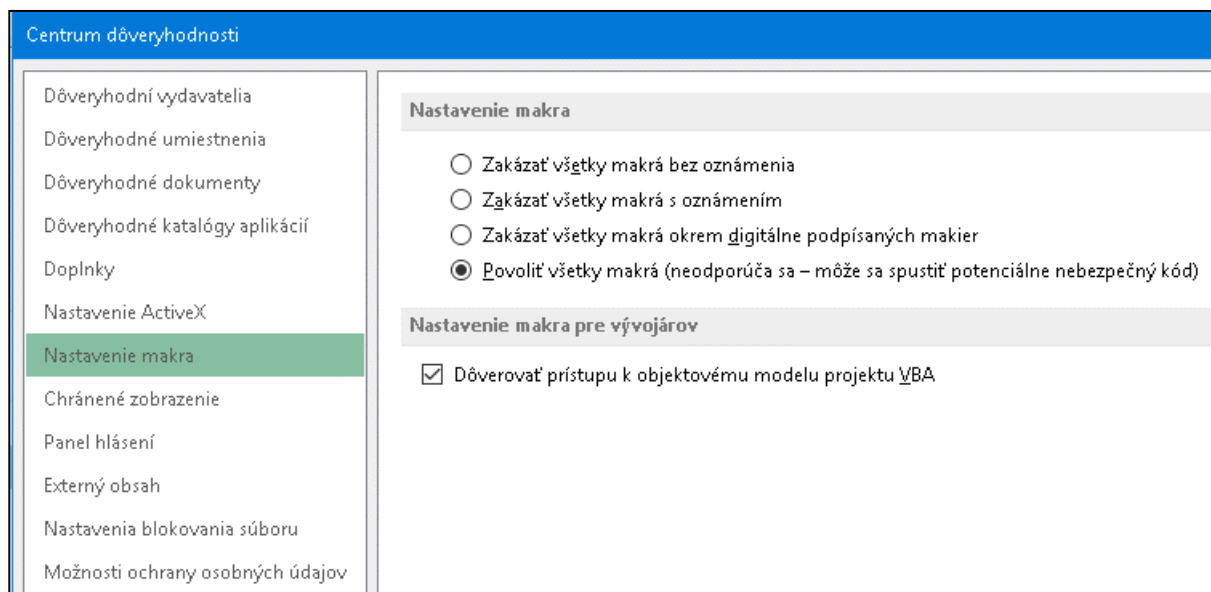 Centrum dôveryhodnosti
Dôveryhodní vydavatelia
Dôveryhodné umiestnenia
Dôveryhodné dokumenty
Dôveryhodné katalógy aplikácií
Doplnky
Nastavenie ActiveX
Nastavenie makra
Chránené zobrazenie
Panel hlásení
Externý obsah
Nastavenia blokovania súboru
Možnosti ochrany osobných údajov
Nastavenie makra
Zakázať všetky makrá bez oznámenia
Zakázať všetky makrá s oznámením
Zakázať všetky makrá okrem digitálne podpísaných makier
Povoliť všetky makrá (neodporúča sa – môže sa spustiť potenciálne nebezpečný kód)
Nastavenie makra pre vývojárov
Dôverovať prístupu k objektovému modelu projektu VBA